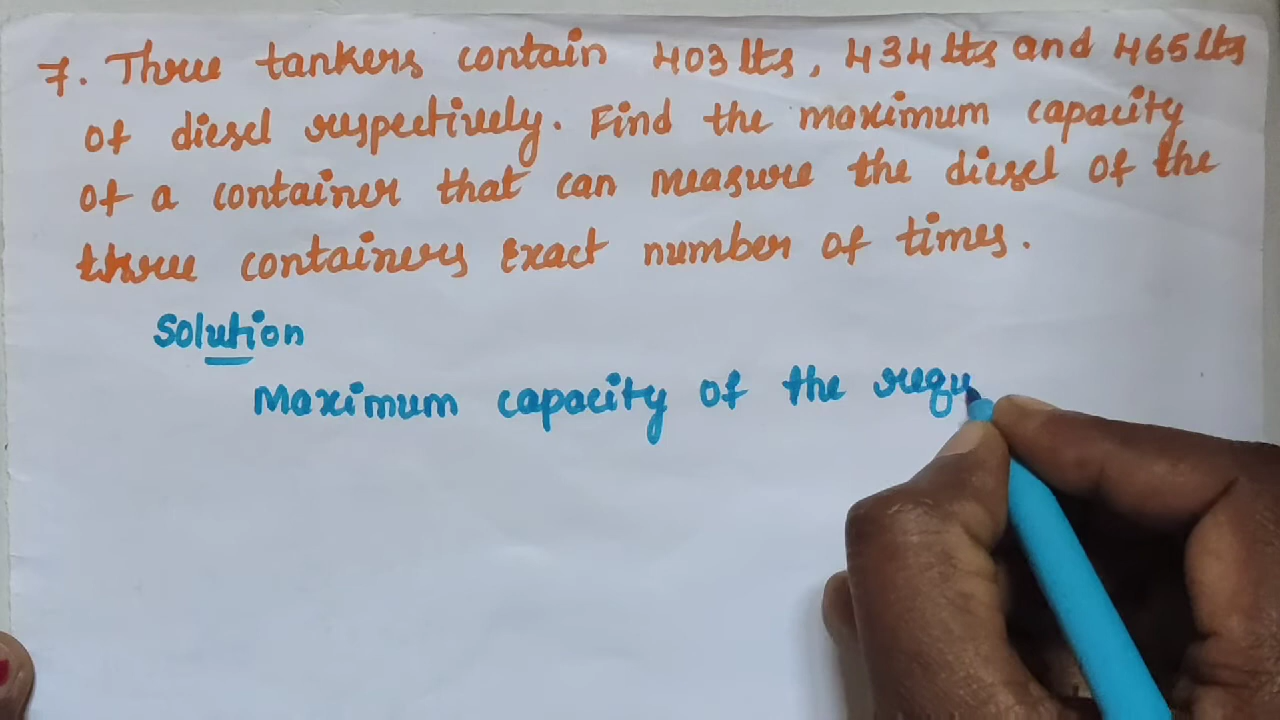 7. Three tankers contain 403 lts, 434 lts and 465 lts
of diesel respectively. Find the maximum capacity
of a container that can measure the diesel of the
three containers exact number of times.
Solution
Maximum capacity of the requ